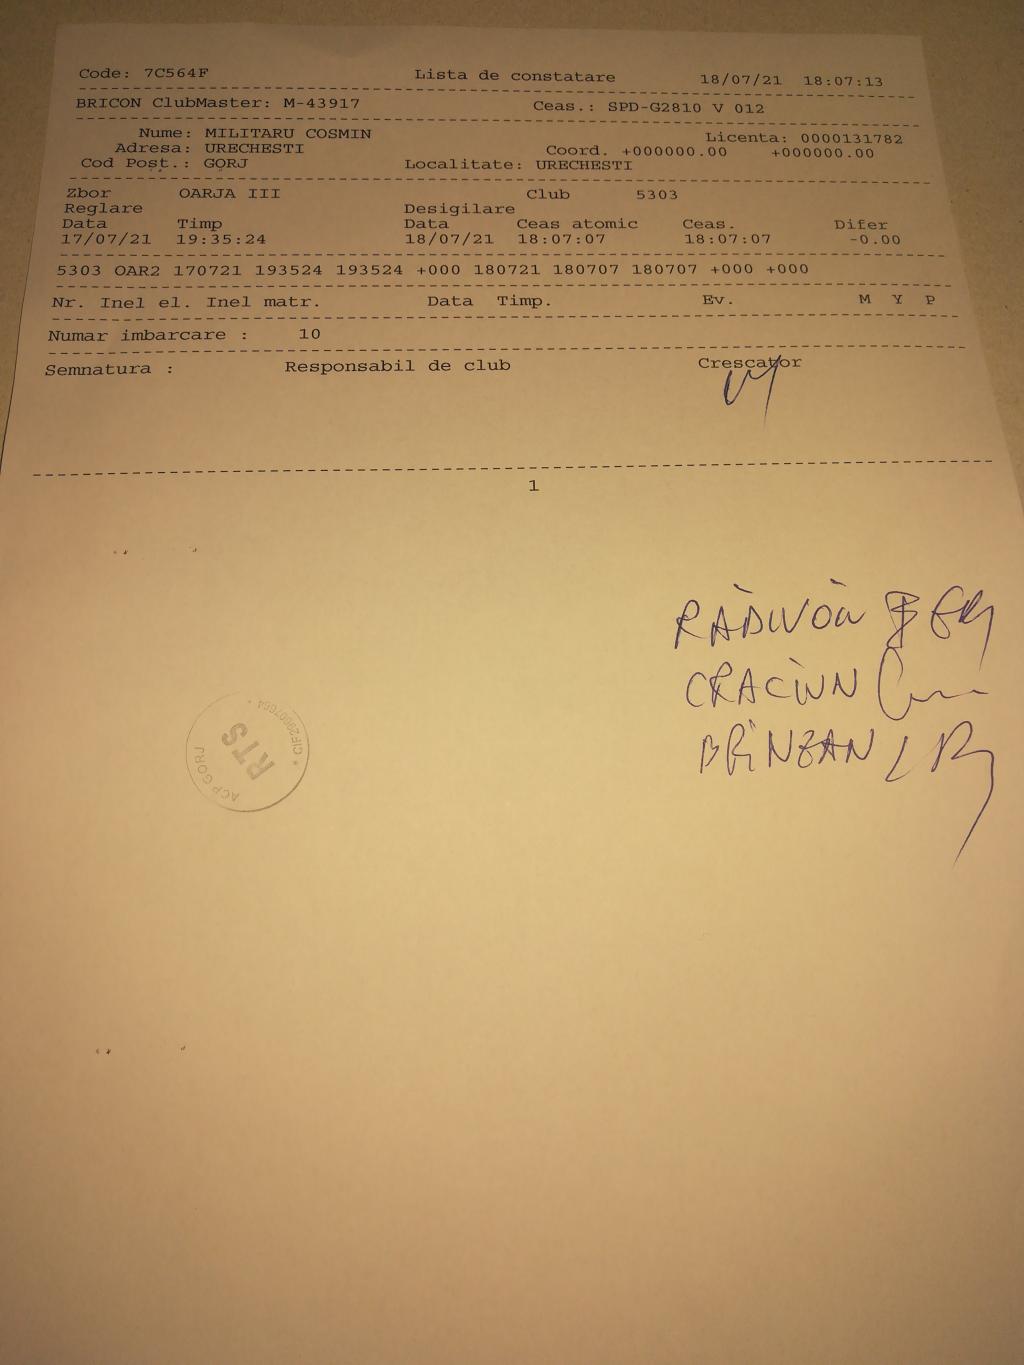 Code: 7C564F Lista de constatare 18/07/21 18:07:13
BRICON ClubMaster: M-43917 Ceas.: SPD-G2810 V 012
Nume: MILITARU COSMIN Licenta: 0000131782
Adresa: URECHESTI Coord. +000000.00 +000000.00
Cod Post.: GORJ Localitate: URECHESTI
Zbor OARJA III Club 5303
Reglare Desigilare
Data Timp Data Ceas atomic Ceas. Difer
17/07/21 19:35:24 18/07/21 18:07:07 18:07:07 -0.00
5303 OAR2 170721 193524 193524 +000 180721 180707 180707 +000 +000
Nr. Inel el. Inel matr. Data Timp. Ev. M Y P
Numar imbarcare : 10
Semnatura : Responsabil de club Crescator
1
CRACIUN
BRINZAN
ACP GORJ
RTS